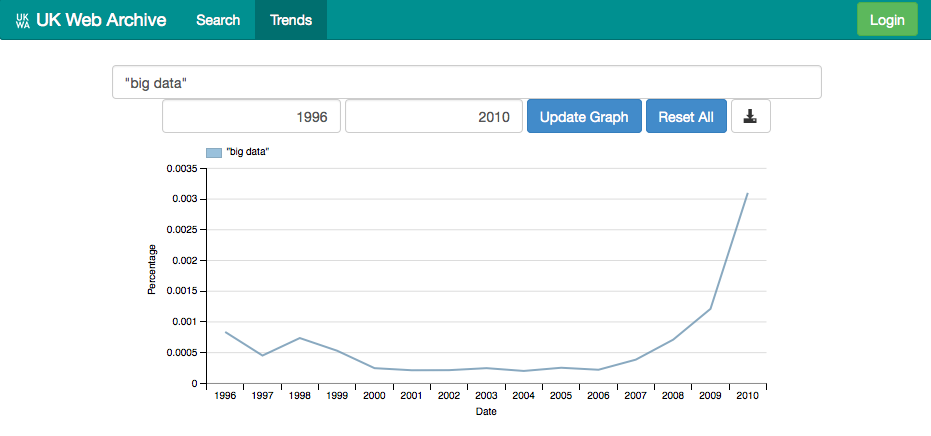 UK WA UK Web Archive Search Trends Login
"big data"
1996 2010 Update Graph Reset All
"big data"
0.0035
0.003
0.0025
0.002
0.0015
0.001
0.0005
0
Percentage
1996 1997 1998 1999 2000 2001 2002 2003 2004 2005 2006 2007 2008 2009 2010
Date